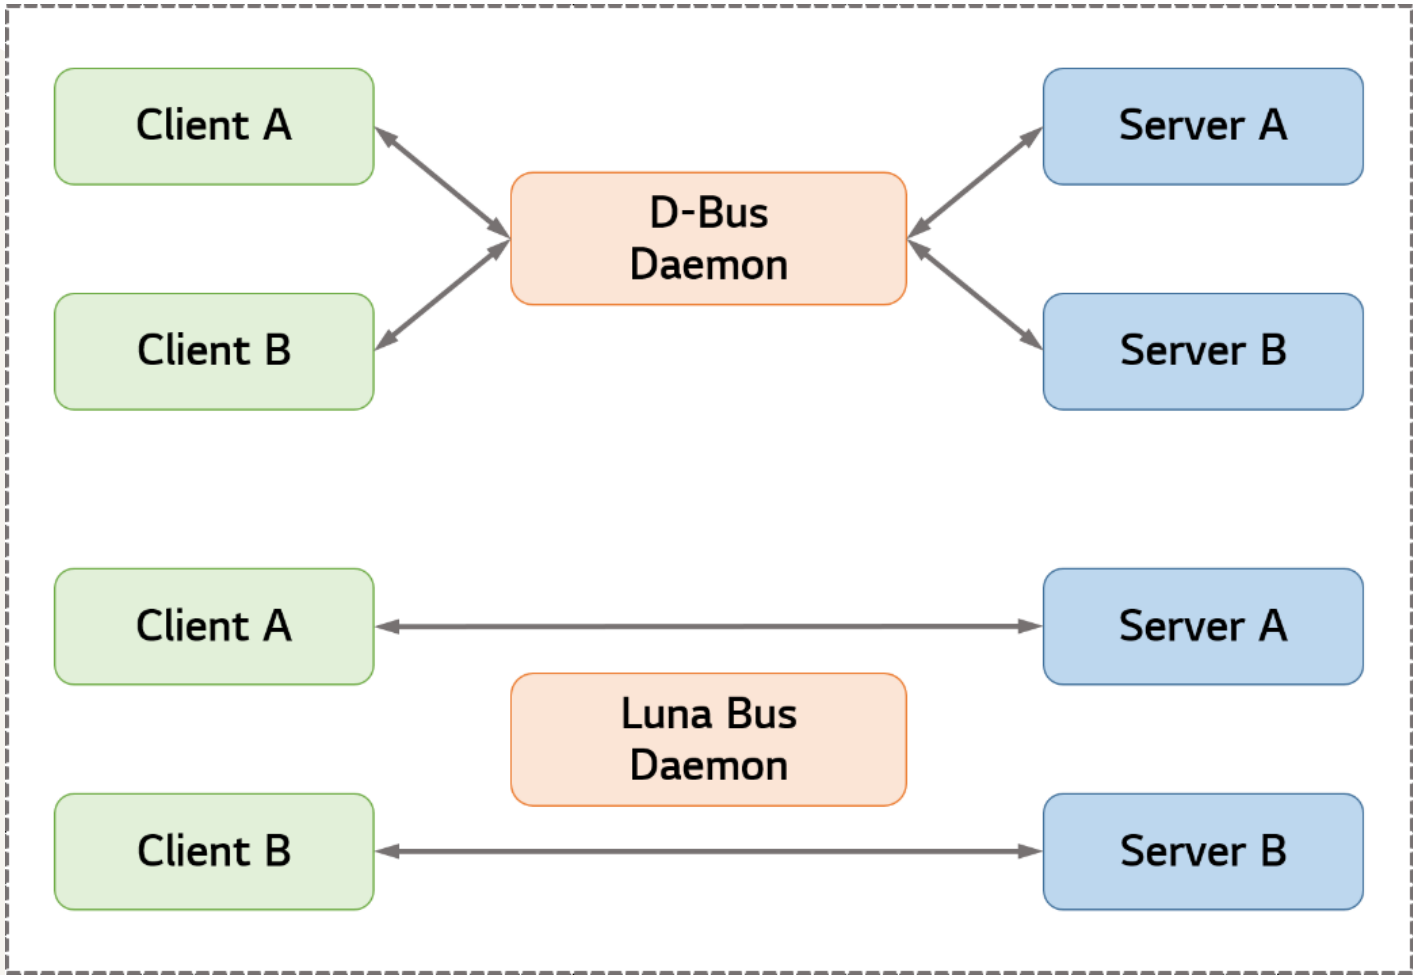 Client A
Server A
D-Bus
Daemon
Client B
Server B
Client A
Server A
Luna Bus
Daemon
Client B
Server B